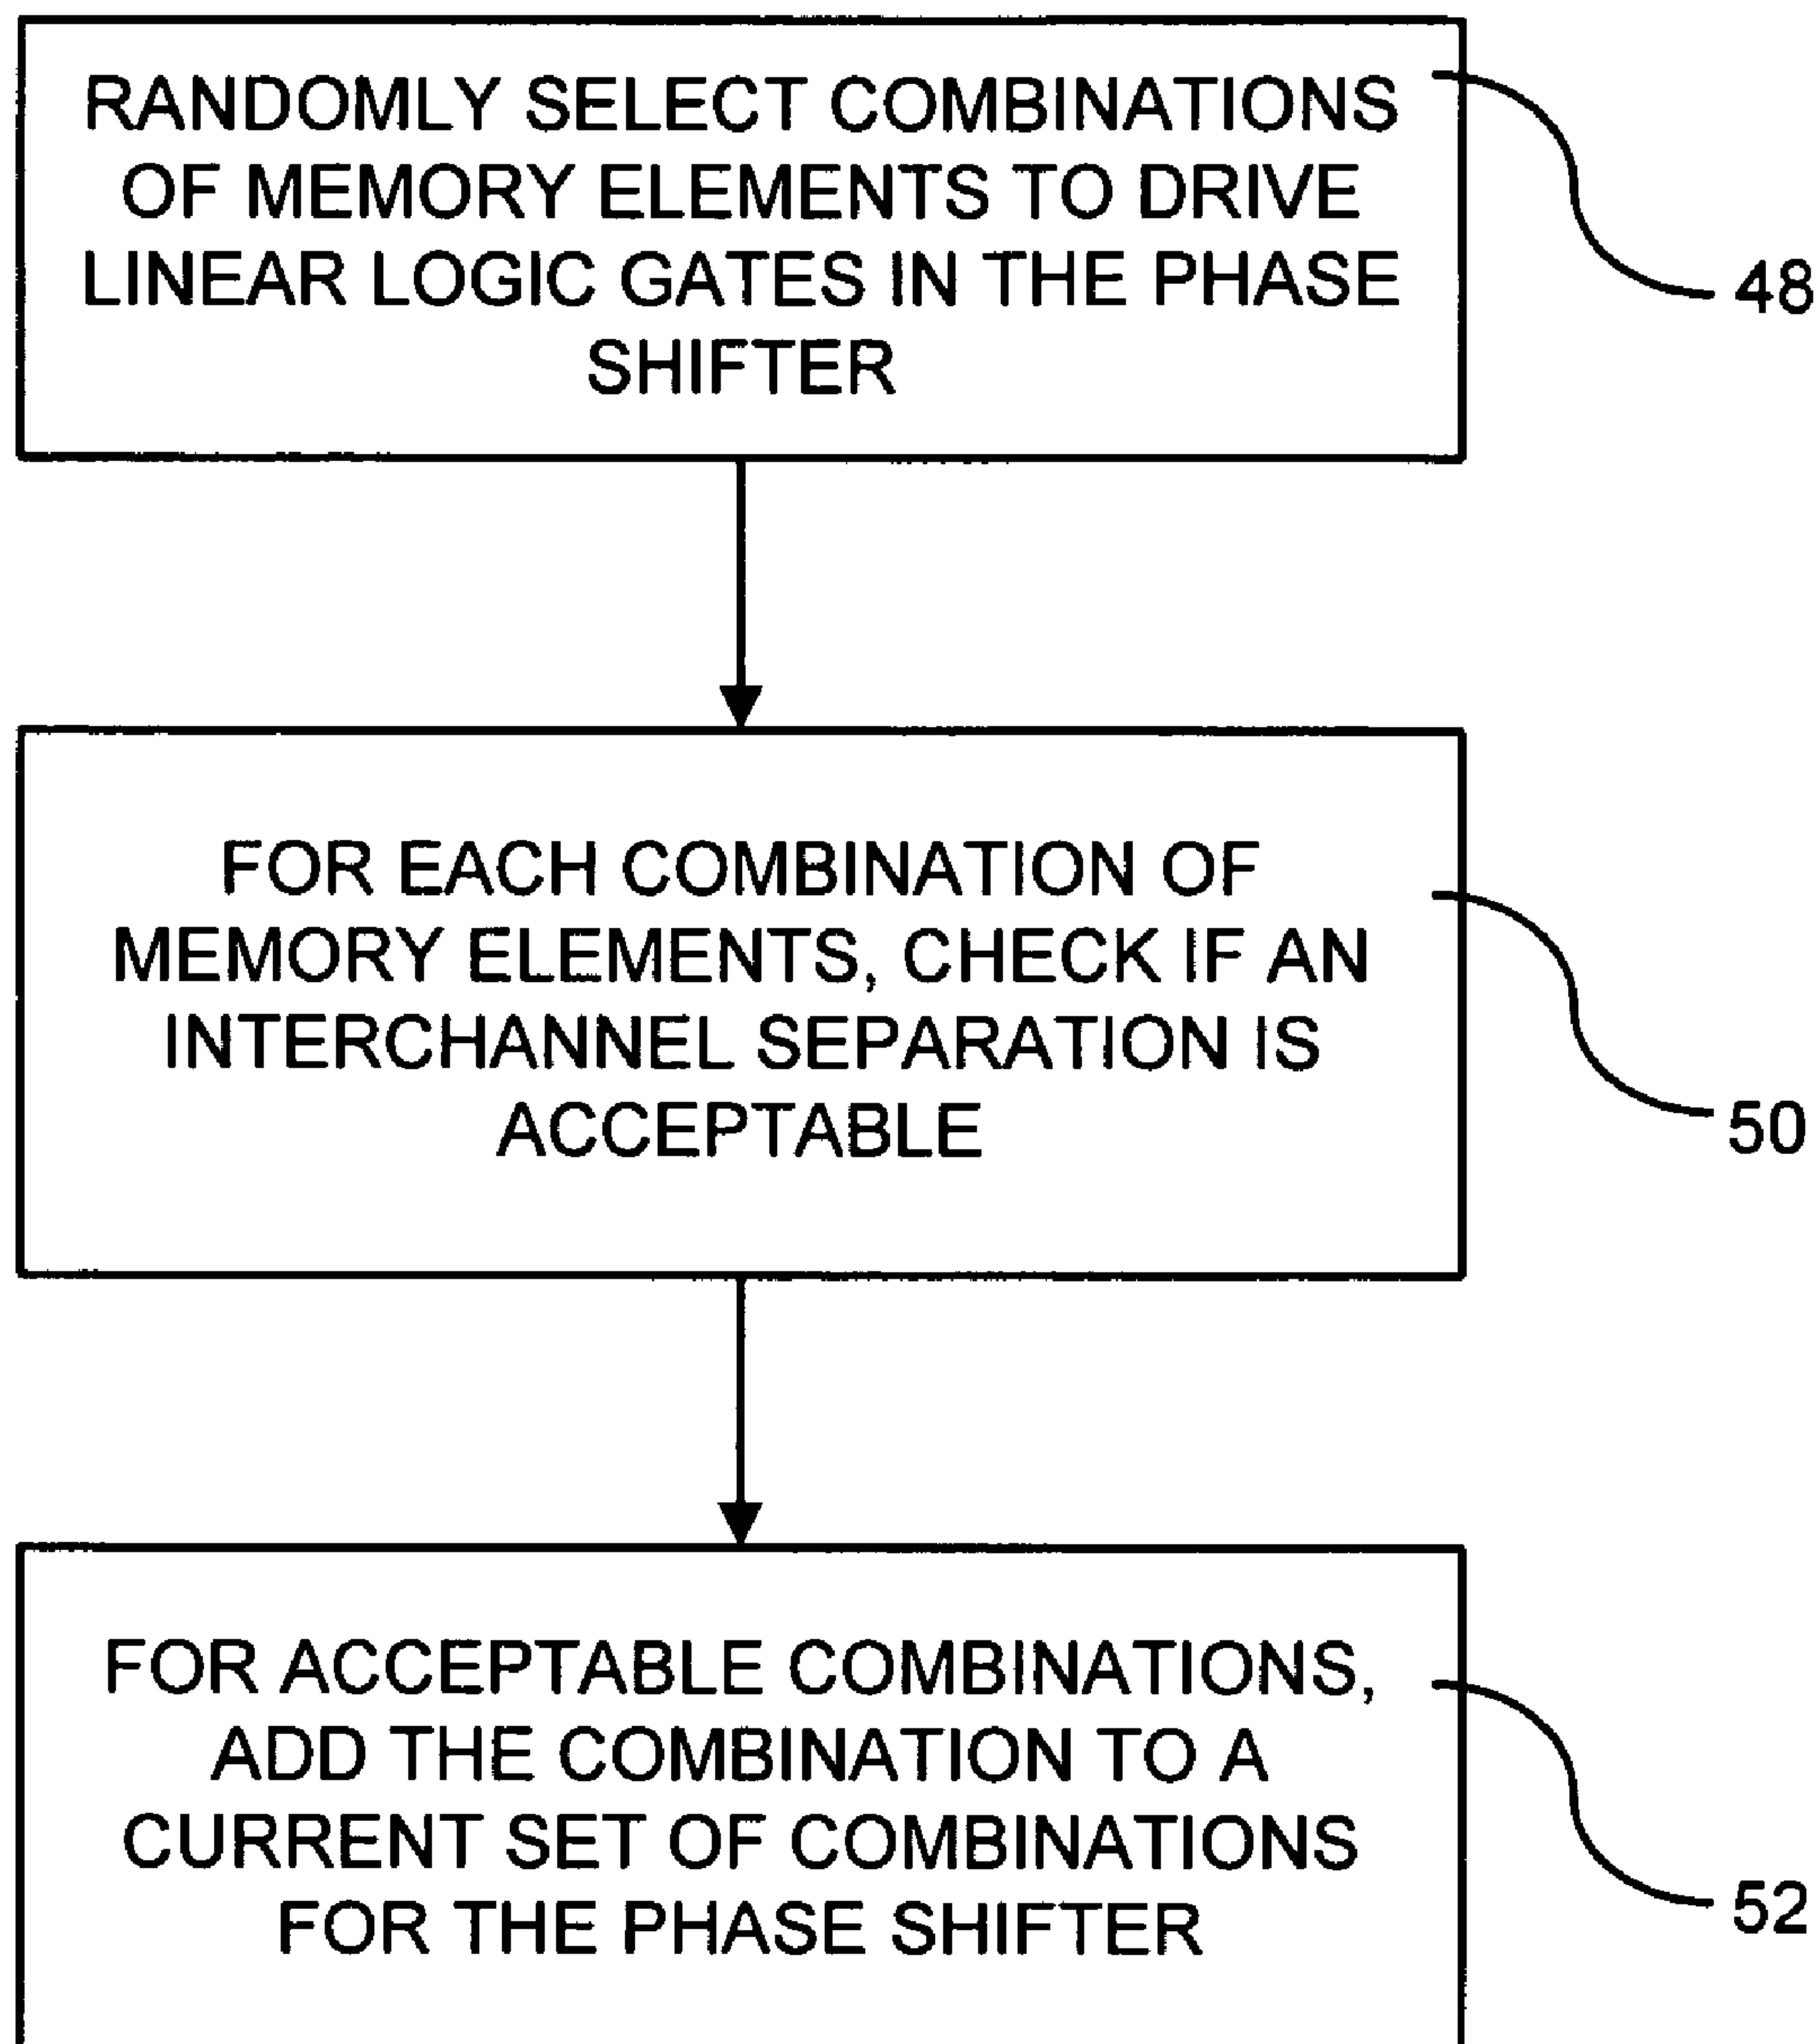 RANDOMLY SELECT COMBINATIONS
OF MEMORY ELEMENTS TO DRIVE
LINEAR LOGIC GATES IN THE PHASE
SHIFTER
48
FOR EACH COMBINATION OF
MEMORY ELEMENTS, CHECK IF AN
INTERCHANNEL SEPARATION IS
ACCEPTABLE
50
FOR ACCEPTABLE COMBINATIONS,
ADD THE COMBINATION TO A
CURRENT SET OF COMBINATIONS
FOR THE PHASE SHIFTER
52